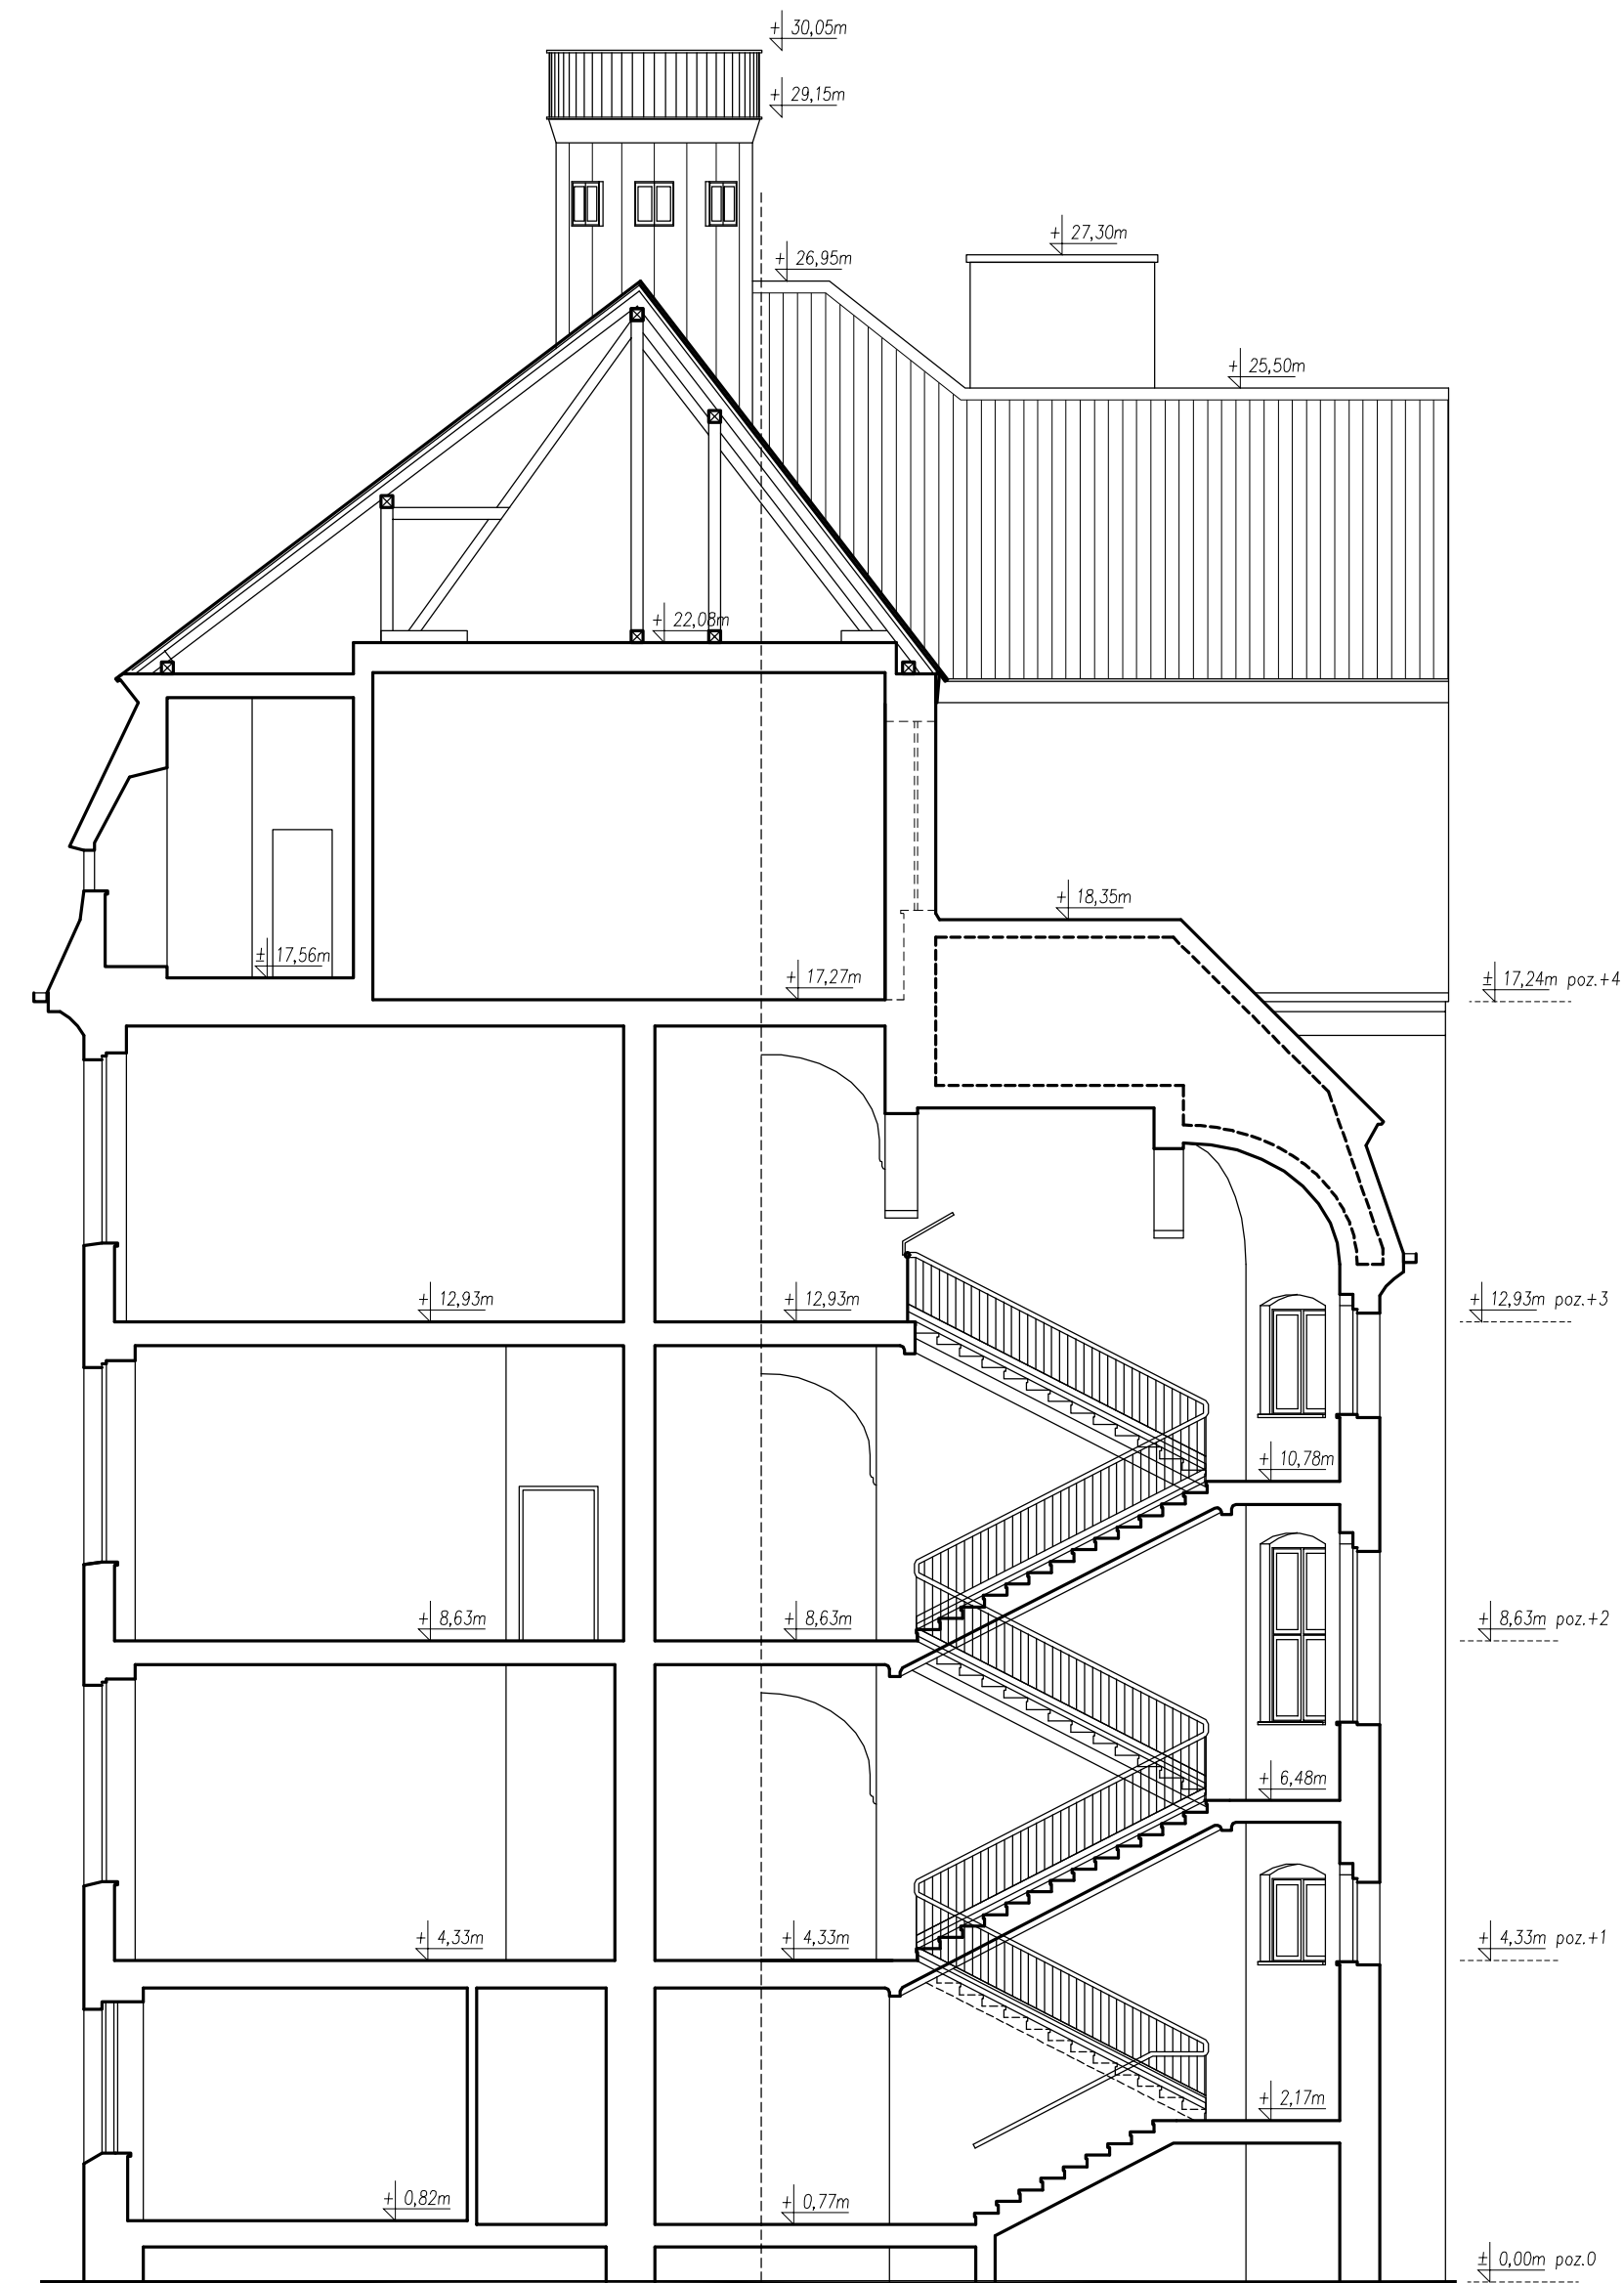 + 30,05m
+ 29,15m
+ 27,30m
+ 26,95m
+ 25,50m
+ 22,08m
+ 18,35m
± 17,56m
+ 17,27m
± 17,24m poz.+4
+ 12,93m
+ 12,93m
+ 12,93m poz.+3
+ 10,78m
+ 8,63m
+ 8,63m
+ 8,63m poz.+2
+ 6,48m
+ 4,33m
+ 4,33m
+ 4,33m poz.+1
+ 2,17m
+ 0,82m
+ 0,77m
± 0,00m poz.0